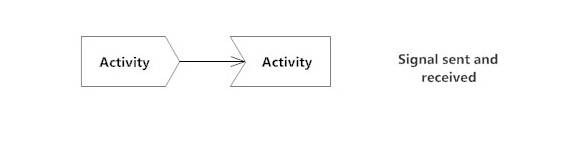 Activity
Activity
Signal sent and
received